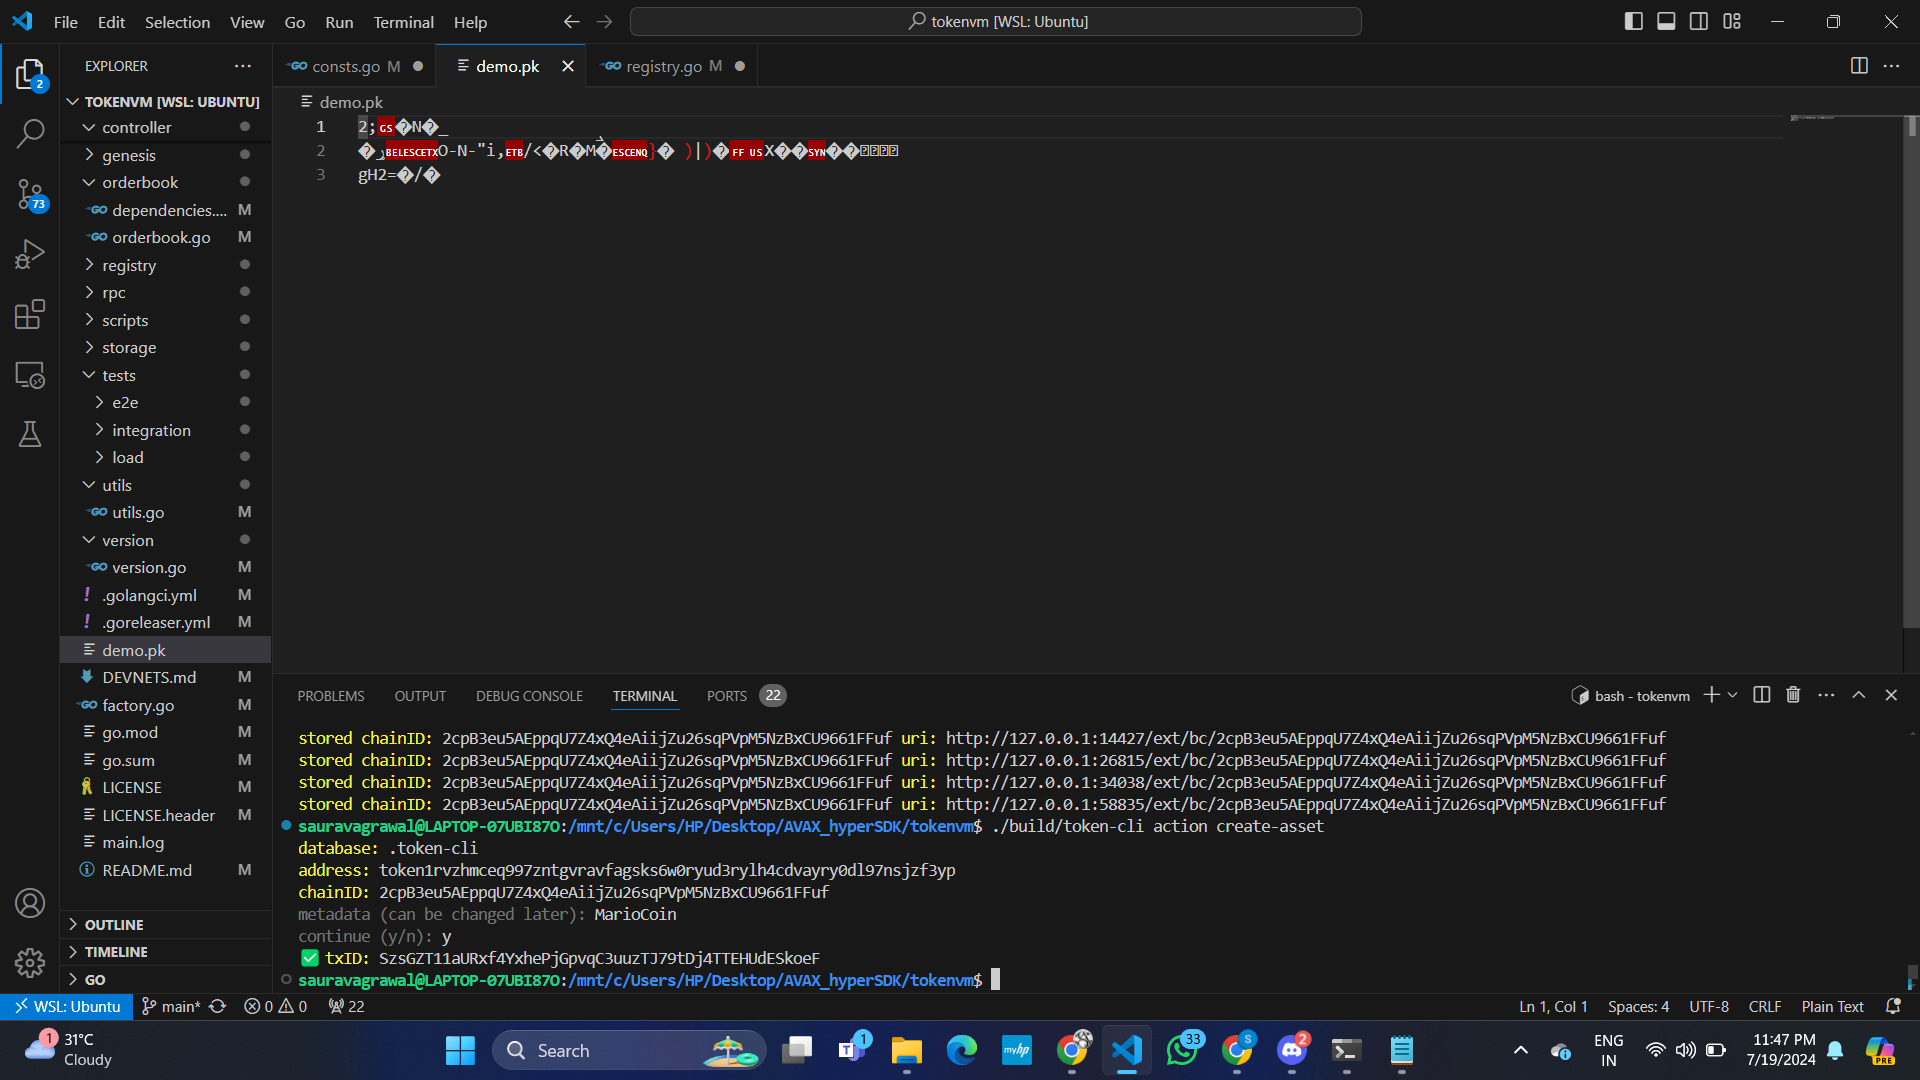 File Edit Selection View Go Run Terminal Help
tokenvm [WSL: Ubuntu]
EXPLORER
TOKENVM [WSL: UBUNTU]
controller
genesis
orderbook
dependencies.... M
orderbook.go M
registry
rpc
scripts
storage
tests
e2e
integration
load
utils
utils.go M
version
version.go M
.golangci.yml M
.goreleaser.yml M
demo.pk
DEVNETS.md M
factory.go M
go.mod M
go.sum M
LICENSE M
LICENSE.header M
main.log
README.md M
OUTLINE
TIMELINE
GO
2
73
consts.go M
demo.pk
registry.go M
demo.pk
1 2;GS�N�_
2 BELESCETXO-N-"i,ETB/<�R�M�ESCENQ}� )|)�FF USX��SYN��
3 gH2=�/�
PROBLEMS OUTPUT DEBUG CONSOLE TERMINAL PORTS 22
bash - tokenvm
stored chainID: 2cpB3eu5AEppqU7Z4xQ4eAiijZu26sqPVpM5NzBxCU9661FFuf uri: http://127.0.0.1:14427/ext/bc/2cpB3eu5AEppqU7Z4xQ4eAiijZu26sqPVpM5NzBxCU9661FFuf
stored chainID: 2cpB3eu5AEppqU7Z4xQ4eAiijZu26sqPVpM5NzBxCU9661FFuf uri: http://127.0.0.1:26815/ext/bc/2cpB3eu5AEppqU7Z4xQ4eAiijZu26sqPVpM5NzBxCU9661FFuf
stored chainID: 2cpB3eu5AEppqU7Z4xQ4eAiijZu26sqPVpM5NzBxCU9661FFuf uri: http://127.0.0.1:34038/ext/bc/2cpB3eu5AEppqU7Z4xQ4eAiijZu26sqPVpM5NzBxCU9661FFuf
stored chainID: 2cpB3eu5AEppqU7Z4xQ4eAiijZu26sqPVpM5NzBxCU9661FFuf uri: http://127.0.0.1:58835/ext/bc/2cpB3eu5AEppqU7Z4xQ4eAiijZu26sqPVpM5NzBxCU9661FFuf
sauravagrawal@LAPTOP-07UBI87O:/mnt/c/Users/HP/Desktop/AVAX_hyperSDK/tokenvm$ ./build/token-cli action create-asset
database: .token-cli
address: token1rvzhmceq997zntgvravfagsks6w0ryud3rylh4cdvayry0dl97nsjzf3yp
chainID: 2cpB3eu5AEppqU7Z4xQ4eAiijZu26sqPVpM5NzBxCU9661FFuf
metadata (can be changed later): MarioCoin
continue (y/n): y
✅ txID: SzsGZT11aURxf4YxhePjGpvqC3uuzTJ79tDj4TTEHUdESkoeF
sauravagrawal@LAPTOP-07UBI87O:/mnt/c/Users/HP/Desktop/AVAX_hyperSDK/tokenvm$
WSL: Ubuntu main* 0 0 22
Ln 1, Col 1 Spaces: 4 UTF-8 CRLF Plain Text
1 31°C
Cloudy
Search
1
myhp
33
S
2
ENG
IN
11:47 PM
7/19/2024
PRE